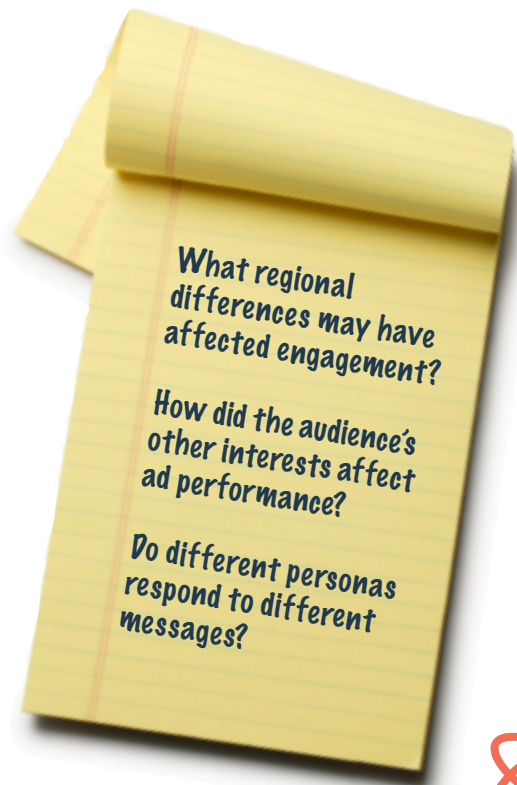 What regional
differences may have
affected engagement?
How did the audience's
other interests affect
ad performance?
Do different personas
respond to different
messages?